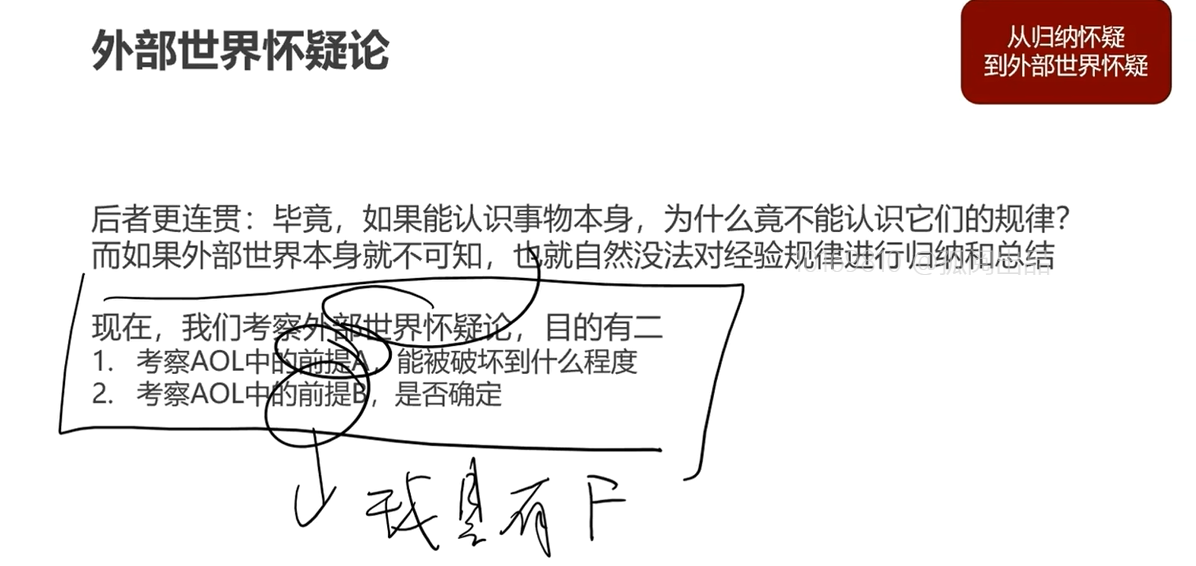 外部世界怀疑论
从归纳怀疑
到外部世界怀疑
后者更连贯：毕竟，如果能认识事物本身，为什么竟不能认识它们的规律？
而如果外部世界本身就不可知，也就自然没法对经验规律进行归纳和总结
现在，我们考察外部世界怀疑论，目的有二
1. 考察AOL中的前提A，能被破坏到什么程度
2. 考察AOL中的前提B，是否确定
我具有F